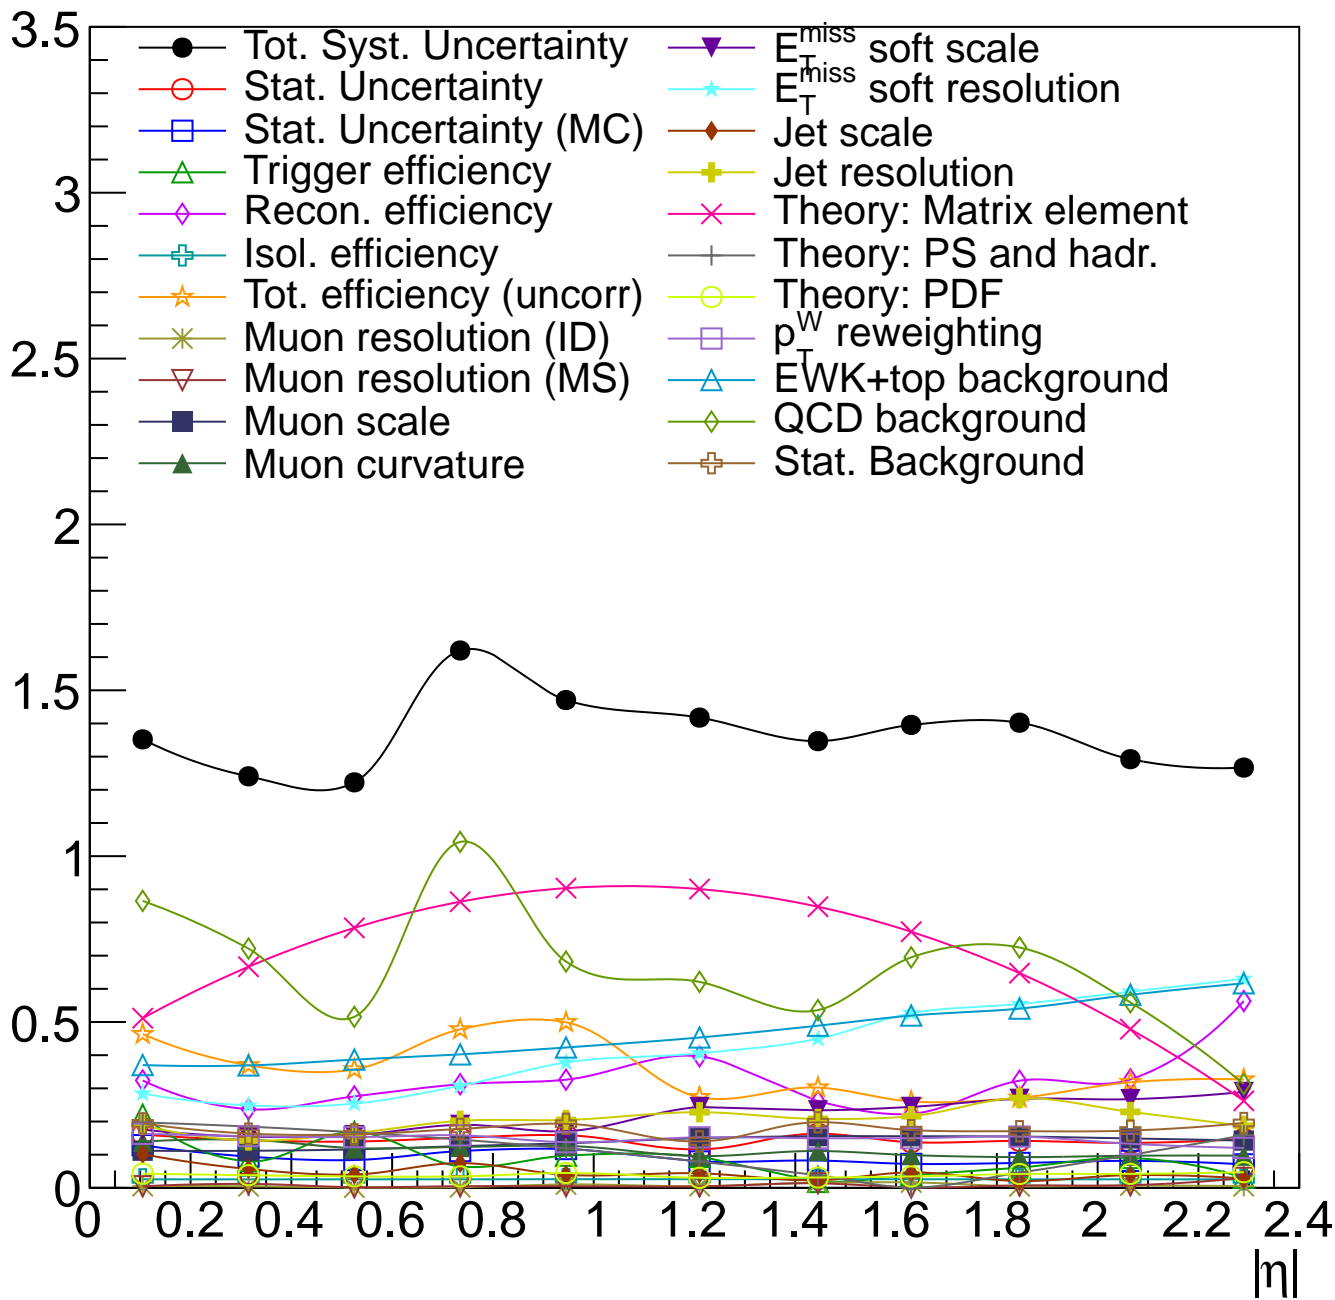 3.5
3
2.5
2
1.5
1
0.5
0
Tot. Syst. Uncertainty
Stat. Uncertainty
Stat. Uncertainty (MC)
Trigger efficiency
Recon. efficiency
Isol. efficiency
Tot. efficiency (uncorr)
Muon resolution (ID)
Muon resolution (MS)
Muon scale
Muon curvature
E_T^miss soft scale
E_T^miss soft resolution
Jet scale
Jet resolution
Theory: Matrix element
Theory: PS and hadr.
Theory: PDF
p_T^W reweighting
EWK+top background
QCD background
Stat. Background
0 0.2 0.4 0.6 0.8 1 1.2 1.4 1.6 1.8 2 2.2 2.4
|η|